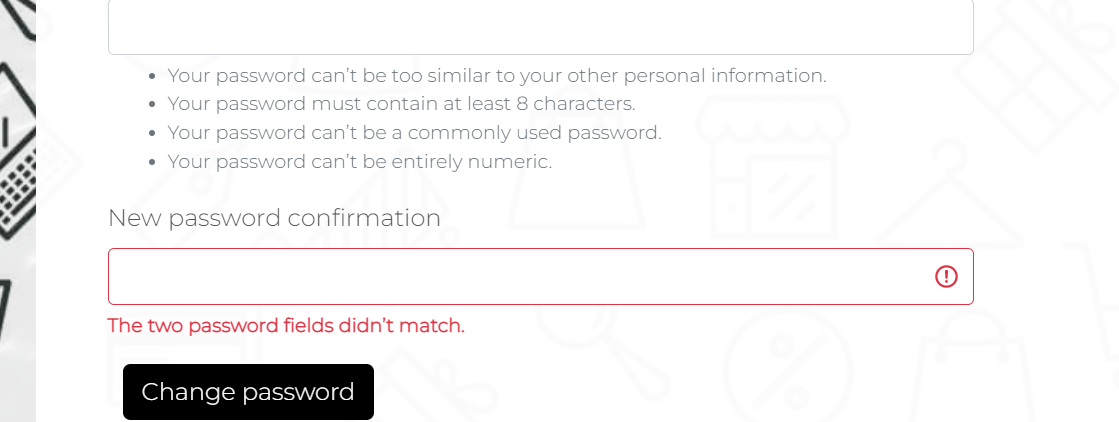 Your password can’t be too similar to your other personal information.
Your password must contain at least 8 characters.
Your password can’t be a commonly used password.
Your password can’t be entirely numeric.
New password confirmation
The two password fields didn’t match.
Change password